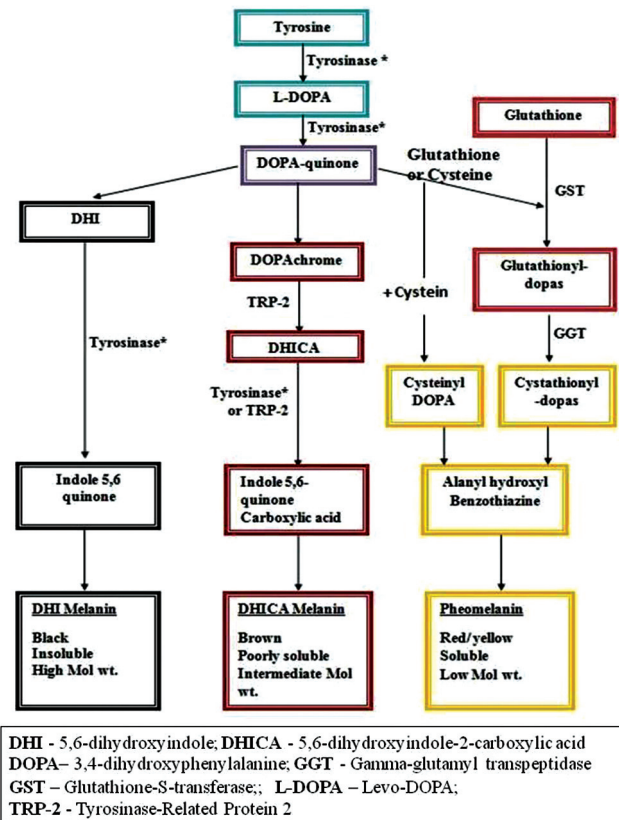 Tyrosine
Tyrosinase *
L-DOPA
Tyrosinase*
DOPA-quinone
Glutathione
or Cysteine
Glutathione
GST
DHI
DOPAchrome
Glutathionyl-
dopas
TRP-2
+Cystein
GGT
Tyrosinase*
DHICA
Tyrosinase*
or TRP-2
Cysteinyl
DOPA
Cystathionyl
-dopas
Indole 5,6
quinone
Indole 5,6-
quinone
Carboxylic acid
Alanyl hydroxyl
Benzothiazine
DHI Melanin
Black
Insoluble
High Mol wt.
DHICA Melanin
Brown
Poorly soluble
Intermediate Mol
wt.
Pheomelanin
Red/yellow
Soluble
Low Mol wt.
DHI - 5,6-dihydroxyindole; DHICA - 5,6-dihydroxyindole-2-carboxylic acid
DOPA– 3,4-dihydroxyphenylalanine; GGT - Gamma-glutamyl transpeptidase
GST – Glutathione-S-transferase;; L-DOPA – Levo-DOPA;
TRP-2 - Tyrosinase-Related Protein 2